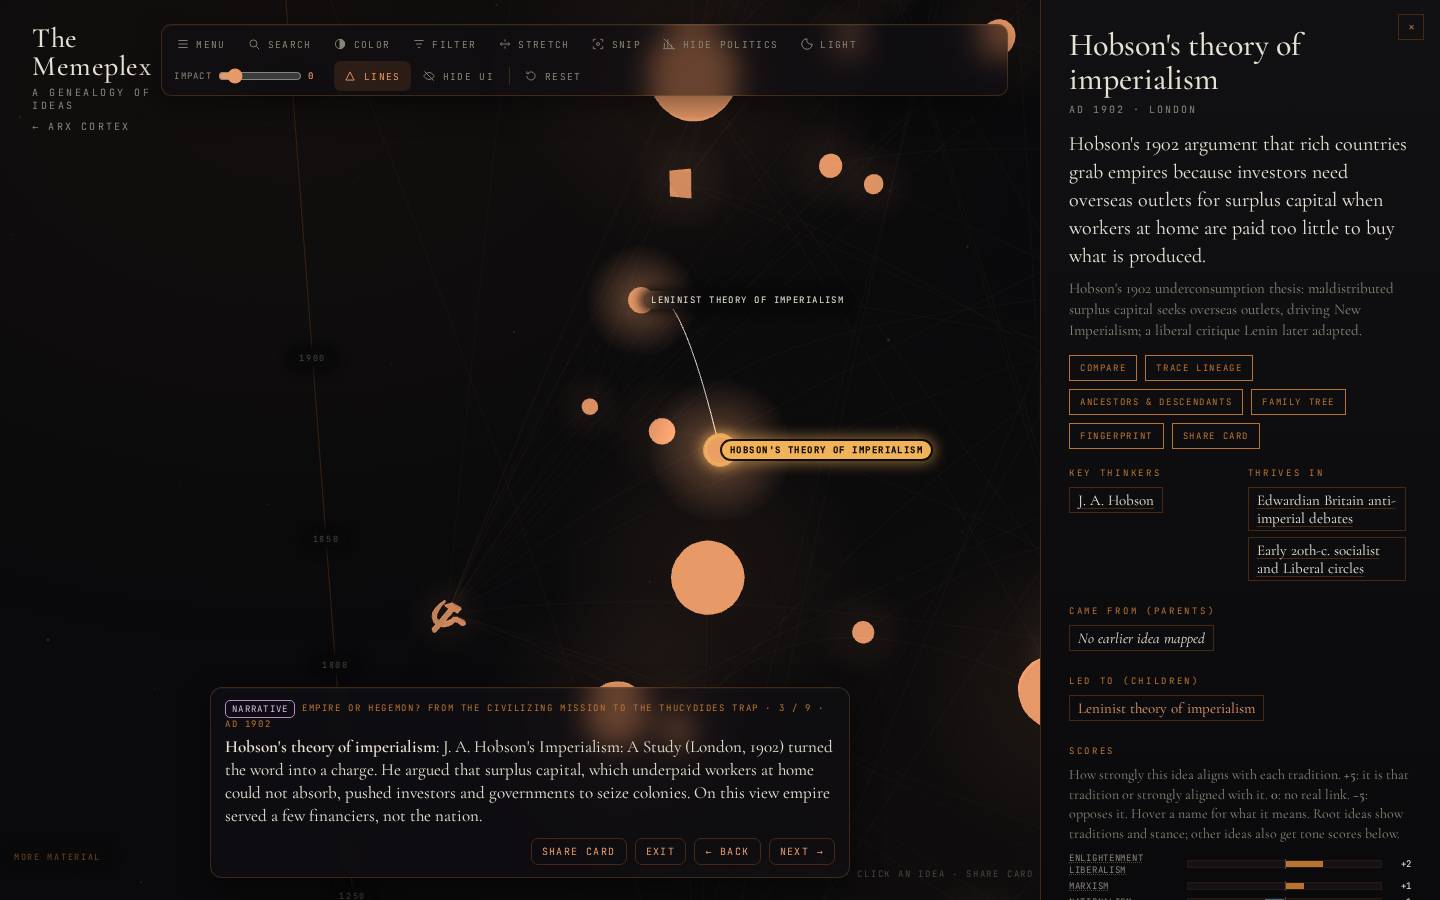 The
Memeplex
A GENEALOGY OF
IDEAS
← ARX CORTEX
MENU
SEARCH
COLOR
FILTER
STRETCH
SNIP
HIDE POLITICS
LIGHT
IMPACT
0
LINES
HIDE UI
RESET
LENINIST THEORY OF IMPERIALISM
1900
HOBSON'S THEORY OF IMPERIALISM
1850
1800
NARRATIVE EMPIRE OR HEGEMON? FROM THE CIVILIZING MISSION TO THE THUCYDIDES TRAP · 3 / 9 ·
AD 1902
Hobson's theory of imperialism: J. A. Hobson's Imperialism: A Study (London, 1902) turned
the word into a charge. He argued that surplus capital, which underpaid workers at home
could not absorb, pushed investors and governments to seize colonies. On this view empire
served a few financiers, not the nation.
SHARE CARD
EXIT
← BACK
NEXT →
MORE MATERIAL
CLICK AN IDEA · SHARE CARD
1250
×
Hobson's theory of
imperialism
AD 1902 · LONDON
Hobson's 1902 argument that rich countries
grab empires because investors need
overseas outlets for surplus capital when
workers at home are paid too little to buy
what is produced.
Hobson's 1902 underconsumption thesis: maldistributed
surplus capital seeks overseas outlets, driving New
Imperialism; a liberal critique Lenin later adapted.
COMPARE
TRACE LINEAGE
ANCESTORS & DESCENDANTS
FAMILY TREE
FINGERPRINT
SHARE CARD
KEY THINKERS
J. A. Hobson
THRIVES IN
Edwardian Britain anti-
imperial debates
Early 20th-c. socialist
and Liberal circles
CAME FROM (PARENTS)
No earlier idea mapped
LED TO (CHILDREN)
Leninist theory of imperialism
SCORES
How strongly this idea aligns with each tradition. +5: it is that
tradition or strongly aligned with it. 0: no real link. −5:
opposes it. Hover a name for what it means. Root ideas show
traditions and stance; other ideas also get tone scores below.
ENLIGHTENMENT
LIBERALISM
+2
MARXISM
+1